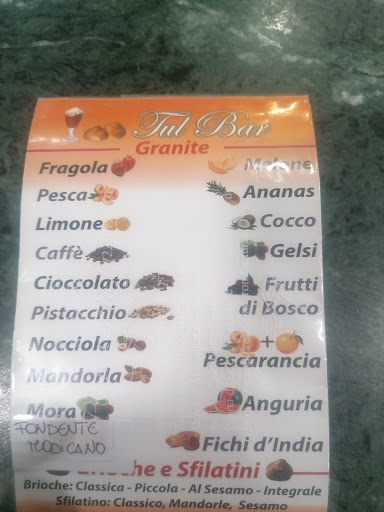 Tul Bar
Granite
Fragola
Pesca
Limone
Caffè
Cioccolato
Pistacchio
Nocciola
Mandorla
Mora
FONDENTE
MODICANO
Melone
Ananas
Cocco
Gelsi
Frutti
di Bosco
+
Pescarancia
Anguria
Fichi d'India
Brioche e Sfilatini
Brioche: Classica - Piccola - Al Sesamo - Integrale
Sfilatino: Classico, Mandorle, Sesamo